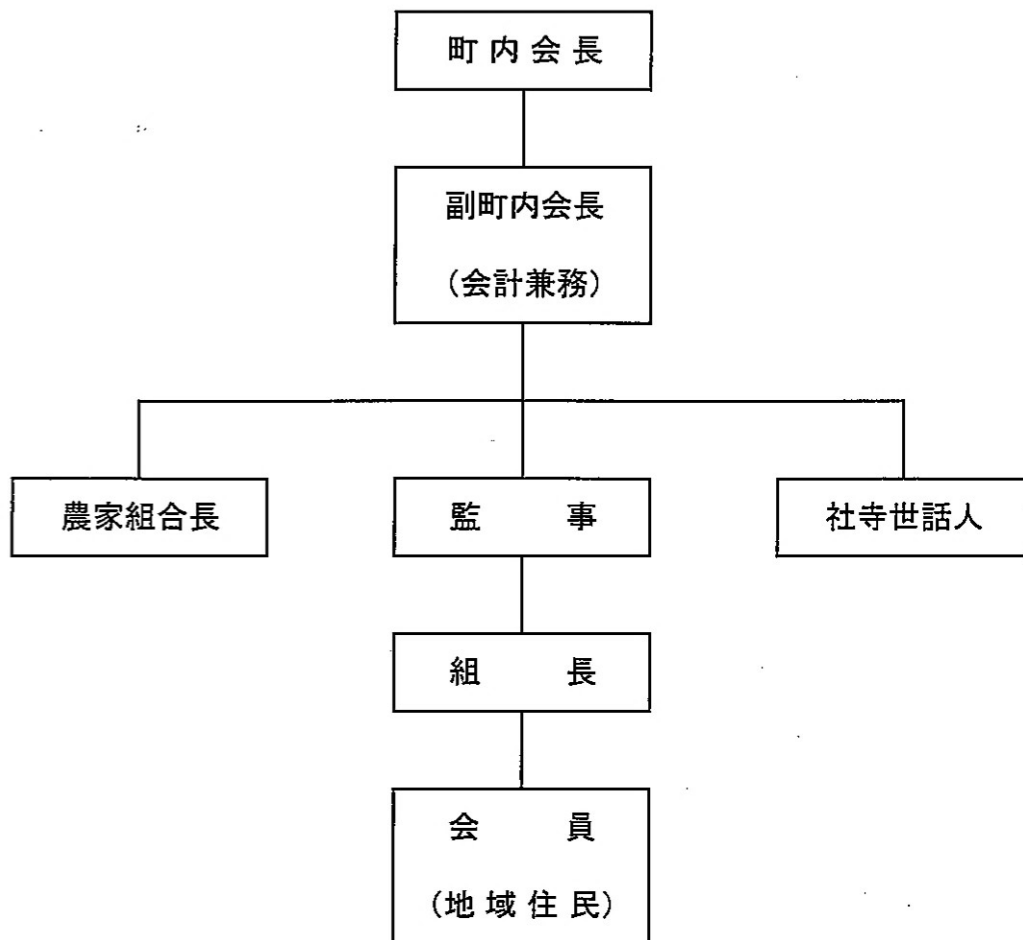 町内会長
副町内会長
（会計兼務）
農家組合長
監　　事
社寺世話人
組　　長
会　　員
（地域住民）